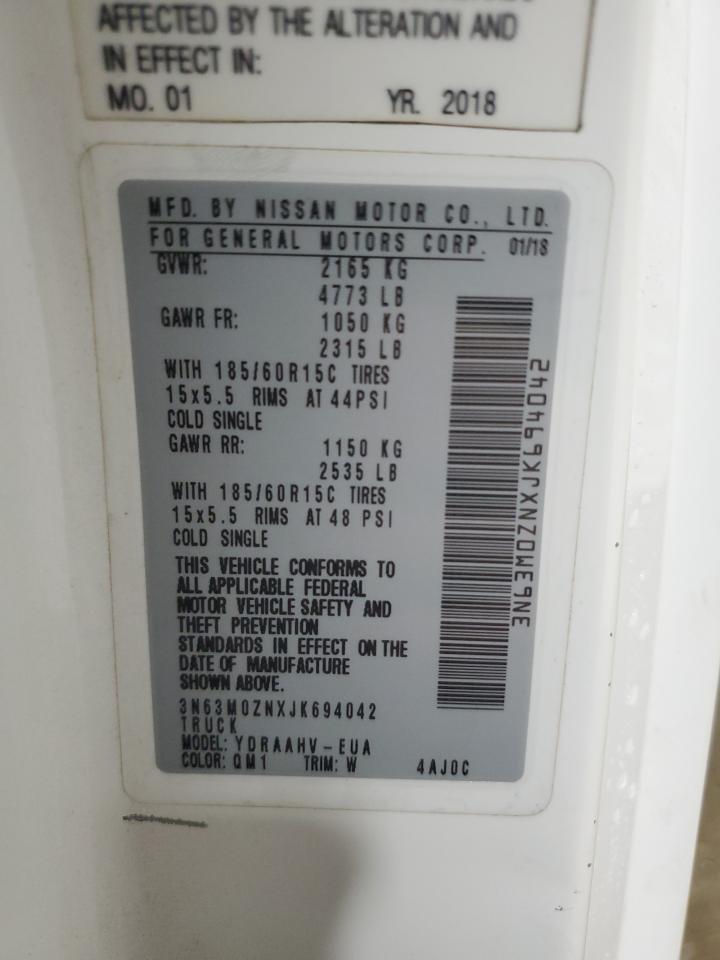 AFFECTED BY THE ALTERATION AND
IN EFFECT IN:
MO. 01 YR. 2018
MFD. BY NISSAN MOTOR CO., LTD.
FOR GENERAL MOTORS CORP. 01/18
GVWR: 2165 KG
4773 LB
GAWR FR: 1050 KG
2315 LB
WITH 185/60R15C TIRES
15x5.5 RIMS AT 44PSI
COLD SINGLE
GAWR RR: 1150 KG
2535 LB
WITH 185/60R15C TIRES
15x5.5 RIMS AT 48 PSI
COLD SINGLE
THIS VEHICLE CONFORMS TO
ALL APPLICABLE FEDERAL
MOTOR VEHICLE SAFETY AND
THEFT PREVENTION
STANDARDS IN EFFECT ON THE
DATE OF MANUFACTURE
SHOWN ABOVE.
3N63M0ZNXJK694042
TRUCK
MODEL: YDRAAHV-EUA
COLOR: QM1 TRIM: W 4AJ0C
3N63M0ZNXJK694042